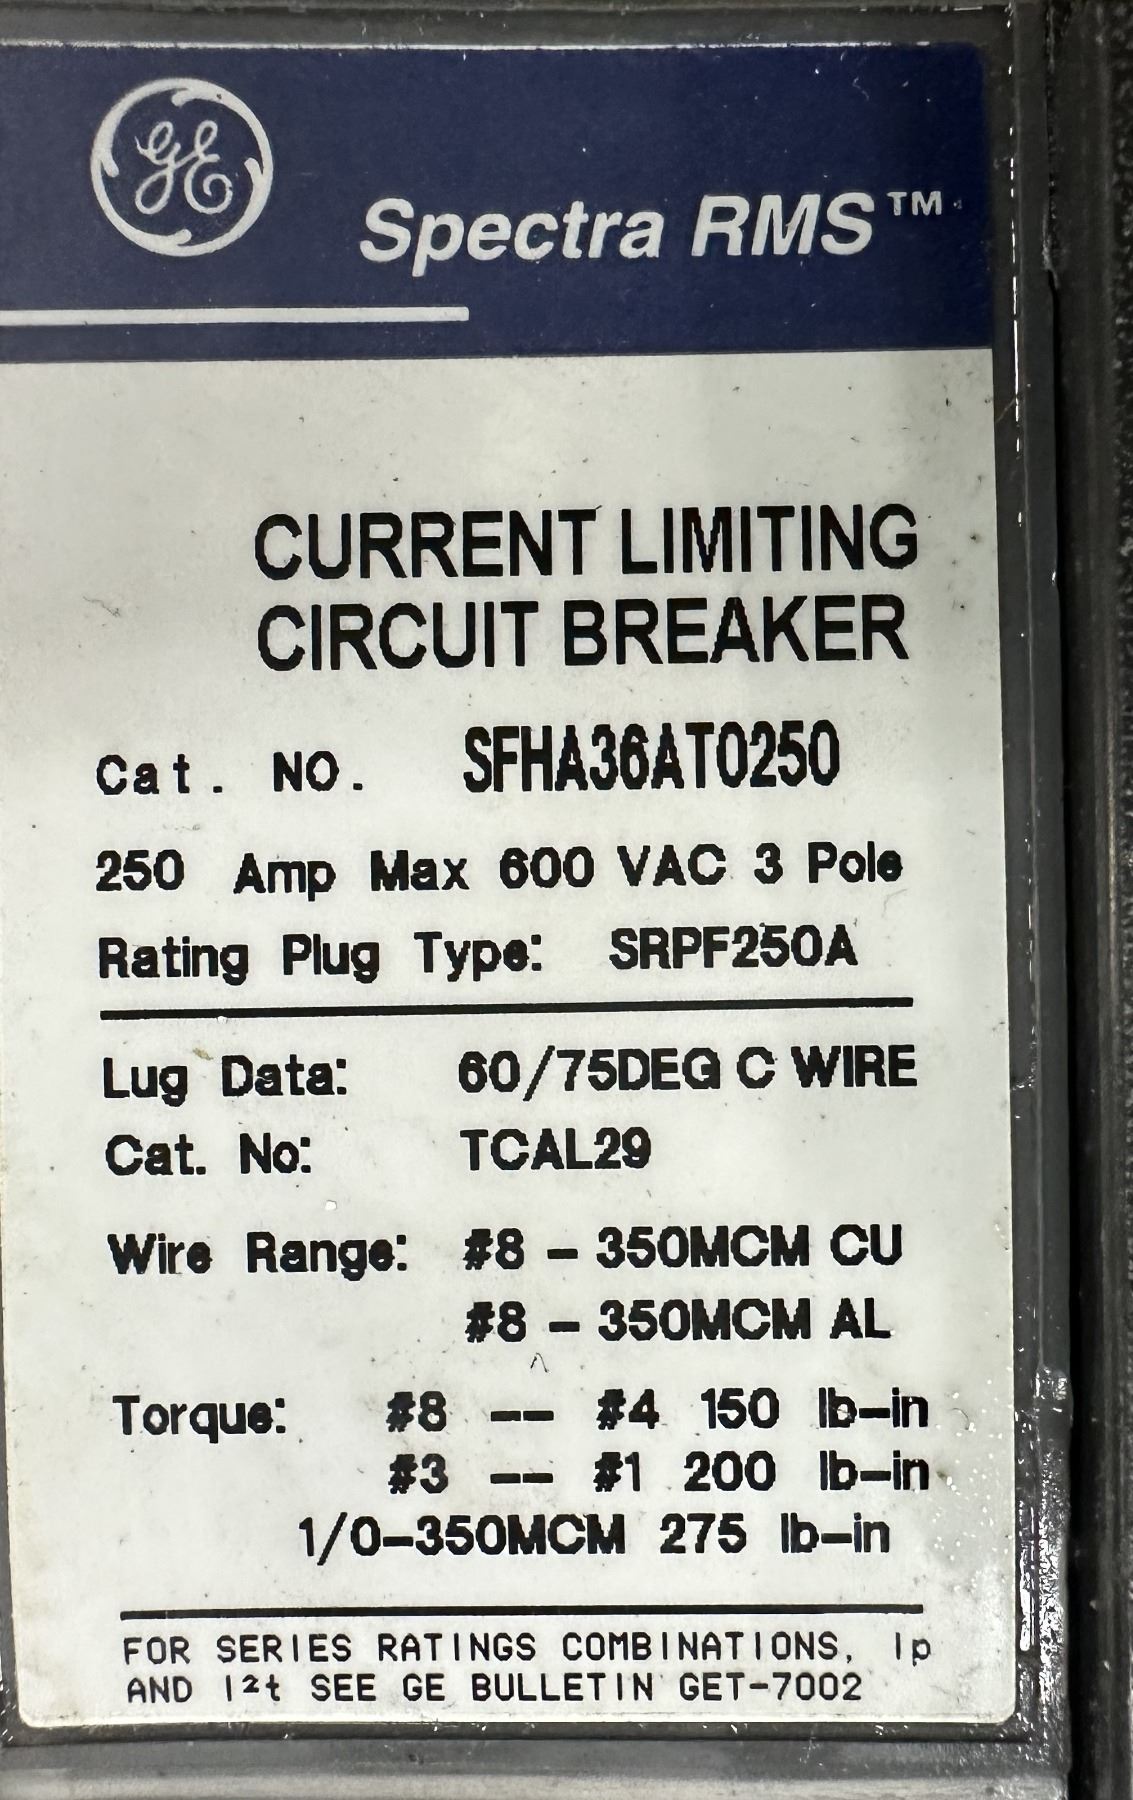 GE
Spectra RMS™
CURRENT LIMITING
CIRCUIT BREAKER
Cat. NO. SFHA36AT0250
250 Amp Max 600 VAC 3 Pole
Rating Plug Type: SRPF250A
Lug Data: 60/75DEG C WIRE
Cat. No: TCAL29
Wire Range: #8 - 350MCM CU
#8 - 350MCM AL
Torque: #8 -- #4 150 lb-in
#3 -- #1 200 lb-in
1/0-350MCM 275 lb-in
FOR SERIES RATINGS COMBINATIONS, Ip
AND I²t SEE GE BULLETIN GET-7002